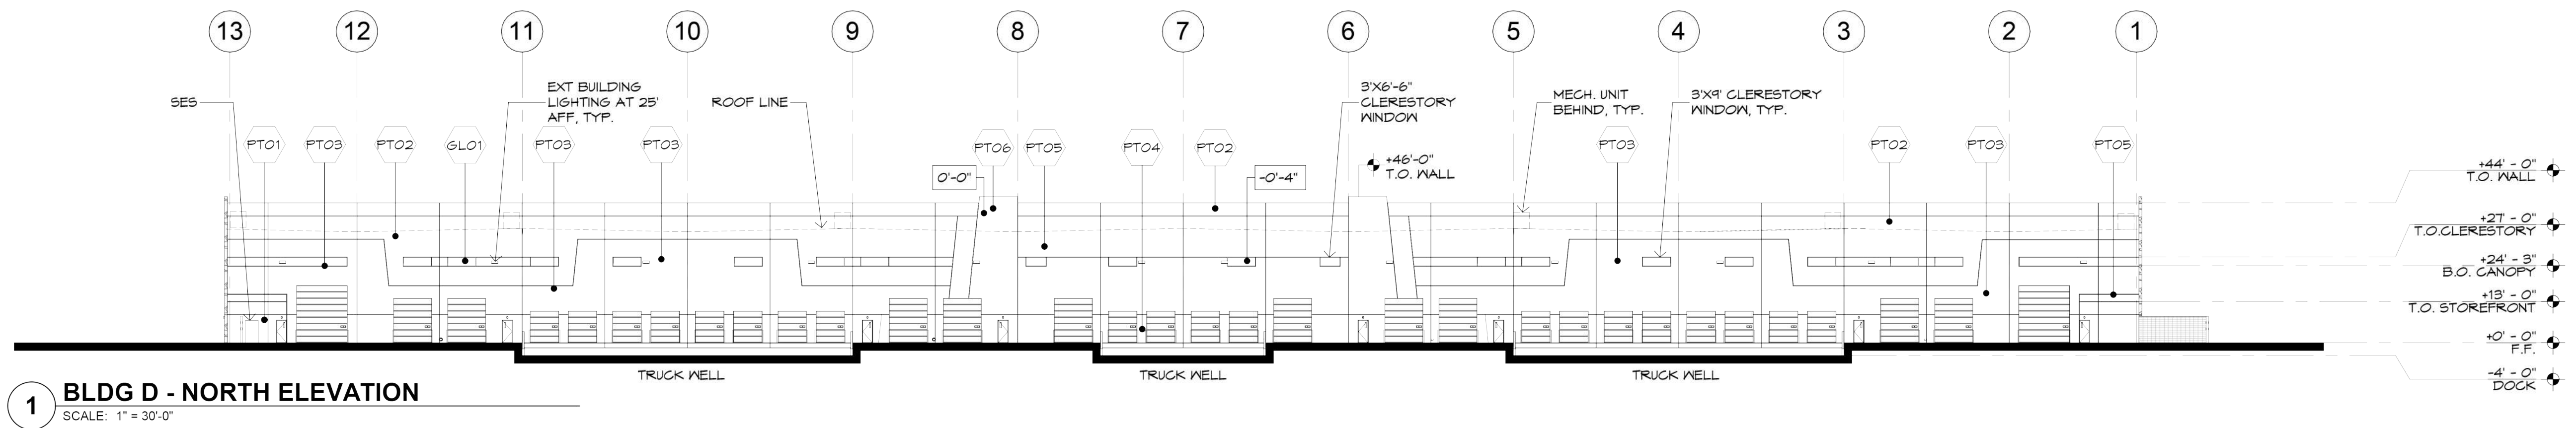 13 12 11 10 9 8 7 6 5 4 3 2 1
SES
EXT BUILDING
LIGHTING AT 25'
AFF, TYP.
ROOF LINE
3'X6'-6"
CLERESTORY
WINDOW
MECH. UNIT
BEHIND, TYP.
3'X9' CLERESTORY
WINDOW, TYP.
PT01 PT03 PT02 GL01 PT03 PT03 PT06 PT05 PT04 PT02 PT03 PT02 PT03 PT05
0'-0"
-0'-4"
+46'-0"
T.O. WALL
+44' - 0"
T.O. WALL
+27' - 0"
T.O.CLERESTORY
+24' - 3"
B.O. CANOPY
+13' - 0"
T.O. STOREFRONT
+0' - 0"
F.F.
-4' - 0"
DOCK
TRUCK WELL TRUCK WELL TRUCK WELL
1 BLDG D - NORTH ELEVATION
SCALE: 1" = 30'-0"